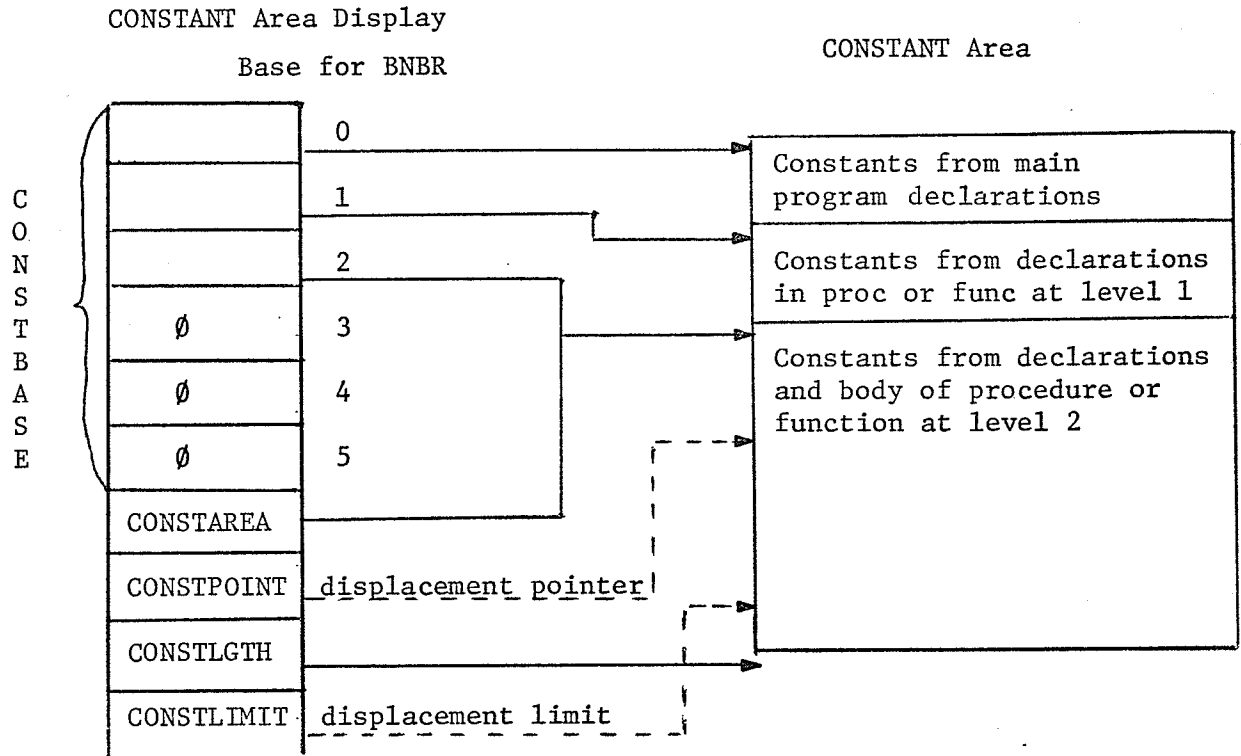 CONSTANT Area Display
Base for BNBR
CONSTANT Area
CONSTBASE
0
1
2
Ø 3
Ø 4
Ø 5
CONSTAREA
CONSTPOINT displacement pointer
CONSTLGTH
CONSTLIMIT displacement limit
Constants from main
program declarations
Constants from declarations
in proc or func at level 1
Constants from declarations
and body of procedure or
function at level 2